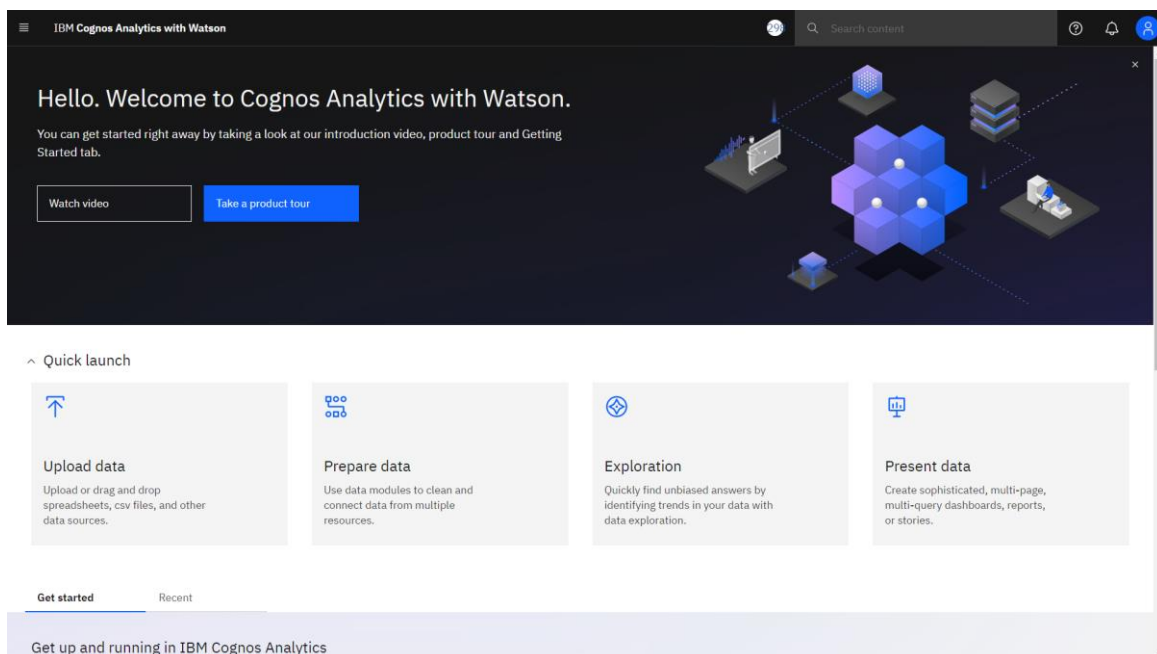 IBM Cognos Analytics with Watson
Search content
Hello. Welcome to Cognos Analytics with Watson.
You can get started right away by taking a look at our introduction video, product tour and Getting
Started tab.
Watch video
Take a product tour
Quick launch
Upload data
Upload or drag and drop
spreadsheets, csv files, and other
data sources.
Prepare data
Use data modules to clean and
connect data from multiple
resources.
Exploration
Quickly find unbiased answers by
identifying trends in your data with
data exploration.
Present data
Create sophisticated, multi-page,
multi-query dashboards, reports,
or stories.
Get started
Recent
Get up and running in IBM Cognos Analytics